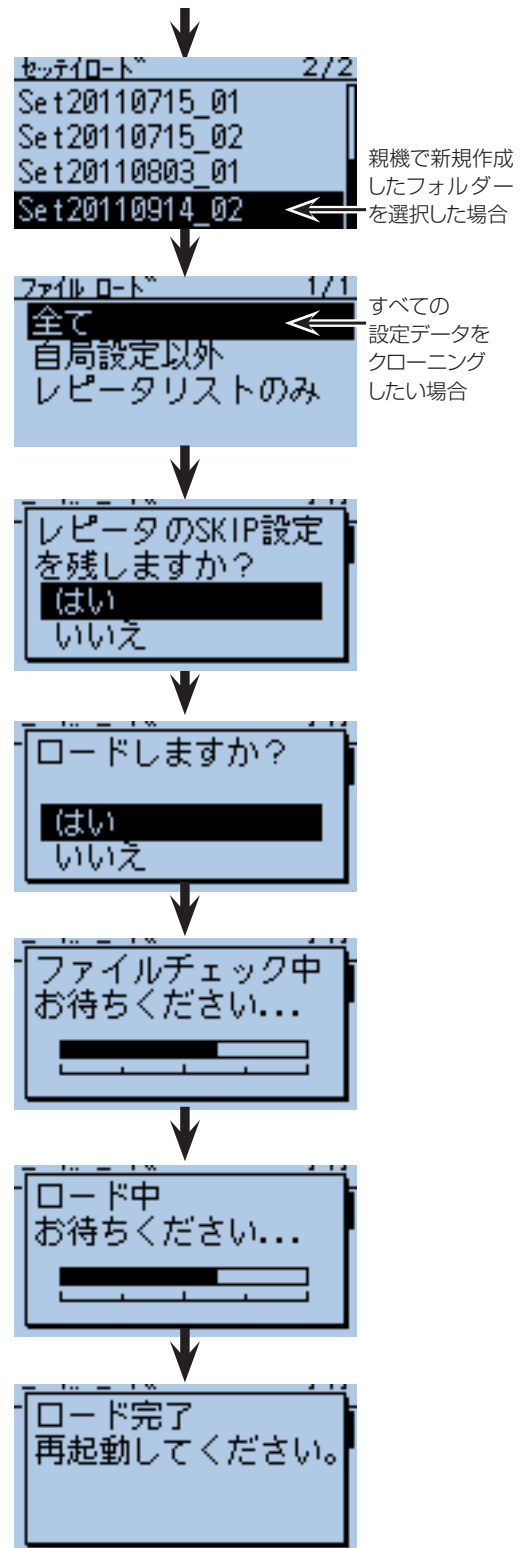 セッテイロード 2/2
Set20110715_01
Set20110715_02
Set20110803_01
Set20110914_02
親機で新規作成
したフォルダー
を選択した場合
ファイル ロード 1/1
全て
自局設定以外
レピータリストのみ
すべての
設定データを
クローニング
したい場合
レピータのSKIP設定
を残しますか?
はい
いいえ
ロードしますか?
はい
いいえ
ファイルチェック中
お待ちください...
ロード中
お待ちください...
ロード完了
再起動してください。